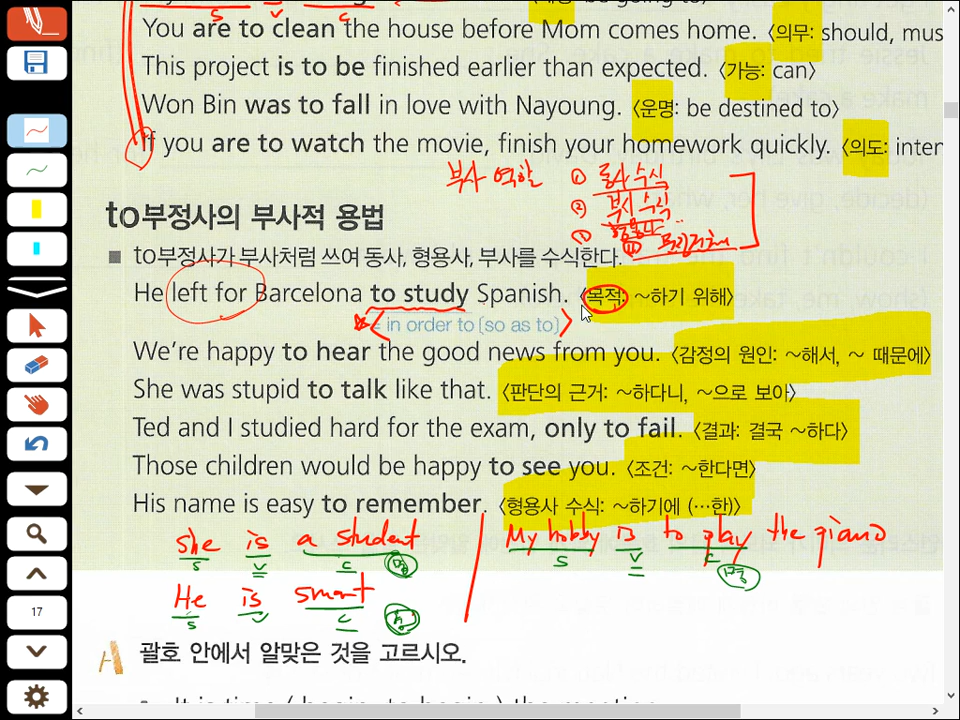 You are to clean the house before Mom comes home. <의무: should, mus
This project is to be finished earlier than expected. <가능: can>
Won Bin was to fall in love with Nayoung. <운명: be destined to>
If you are to watch the movie, finish your homework quickly. <의도: inten
부사 역할 ① 동사 수식
② 부사 수식
to부정사의 부사적 용법
■ to부정사가 부사처럼 쓰여 동사, 형용사, 부사를 수식한다.
He left for Barcelona to study Spanish. <목적: ~하기 위해>
= in order to (so as to)
We're happy to hear the good news from you. <감정의 원인: ~해서, ~ 때문에>
She was stupid to talk like that. <판단의 근거: ~하다니, ~으로 보아>
Ted and I studied hard for the exam, only to fail. <결과: 결국 ~하다>
Those children would be happy to see you. <조건: ~한다면>
His name is easy to remember. <형용사 수식: ~하기에 (…한)>
she is a student My hobby is to play the piano
S V C 명 S V C 명
He is smart
S V C 형
A 괄호 안에서 알맞은 것을 고르시오.
17